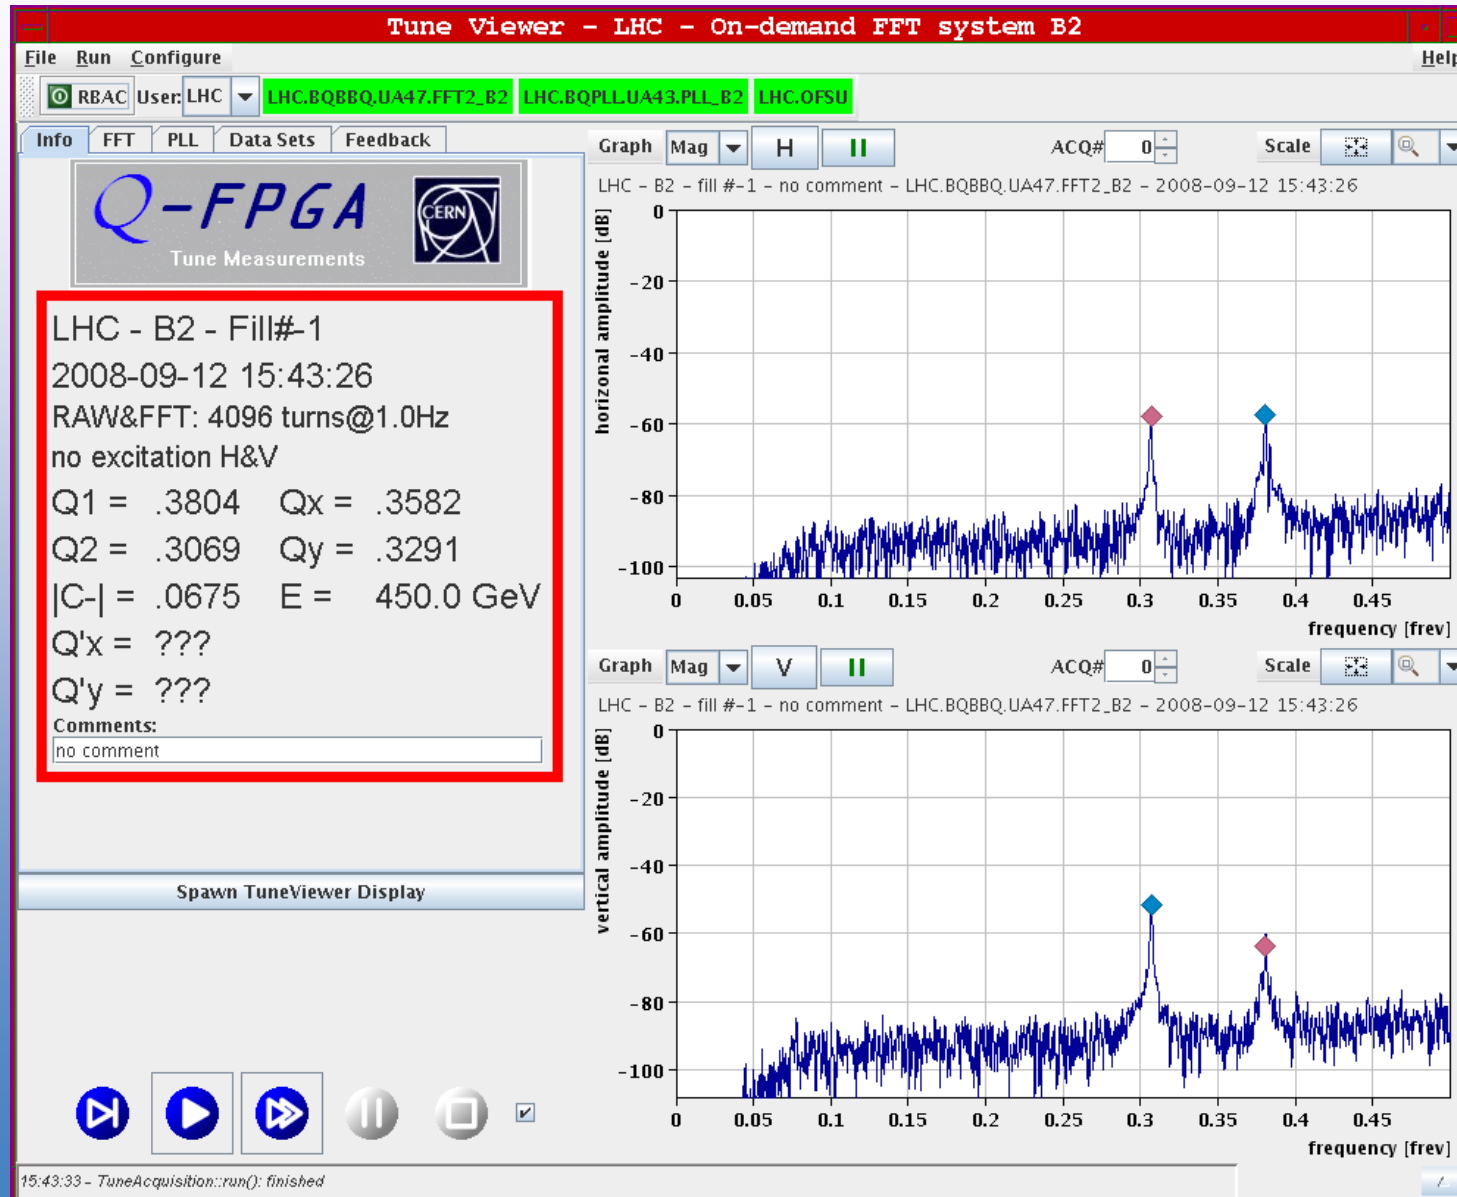 Tune Viewer - LHC - On-demand FFT system B2
File Run Configure Help
RBAC User: LHC LHC.BQBBQ.UA47.FFT2_B2 LHC.BQPLL.UA43.PLL_B2 LHC.OFSU
Info FFT PLL Data Sets Feedback
Q-FPGA
CERN
Tune Measurements
LHC - B2 - Fill#-1
2008-09-12 15:43:26
RAW&FFT: 4096 turns@1.0Hz
no excitation H&V
Q1 = .3804 Qx = .3582
Q2 = .3069 Qy = .3291
|C-| = .0675 E = 450.0 GeV
Q'x = ???
Q'y = ???
Comments:
no comment
Spawn TuneViewer Display
15:43:33 - TuneAcquisition::run(): finished
Graph Mag H ACQ# 0 Scale
LHC - B2 - fill #-1 - no comment - LHC.BQBBQ.UA47.FFT2_B2 - 2008-09-12 15:43:26
horizonal amplitude [dB]
0
-20
-40
-60
-80
-100
0 0.05 0.1 0.15 0.2 0.25 0.3 0.35 0.4 0.45
frequency [frev]
Graph Mag V ACQ# 0 Scale
LHC - B2 - fill #-1 - no comment - LHC.BQBBQ.UA47.FFT2_B2 - 2008-09-12 15:43:26
vertical amplitude [dB]
0
-20
-40
-60
-80
-100
0 0.05 0.1 0.15 0.2 0.25 0.3 0.35 0.4 0.45
frequency [frev]